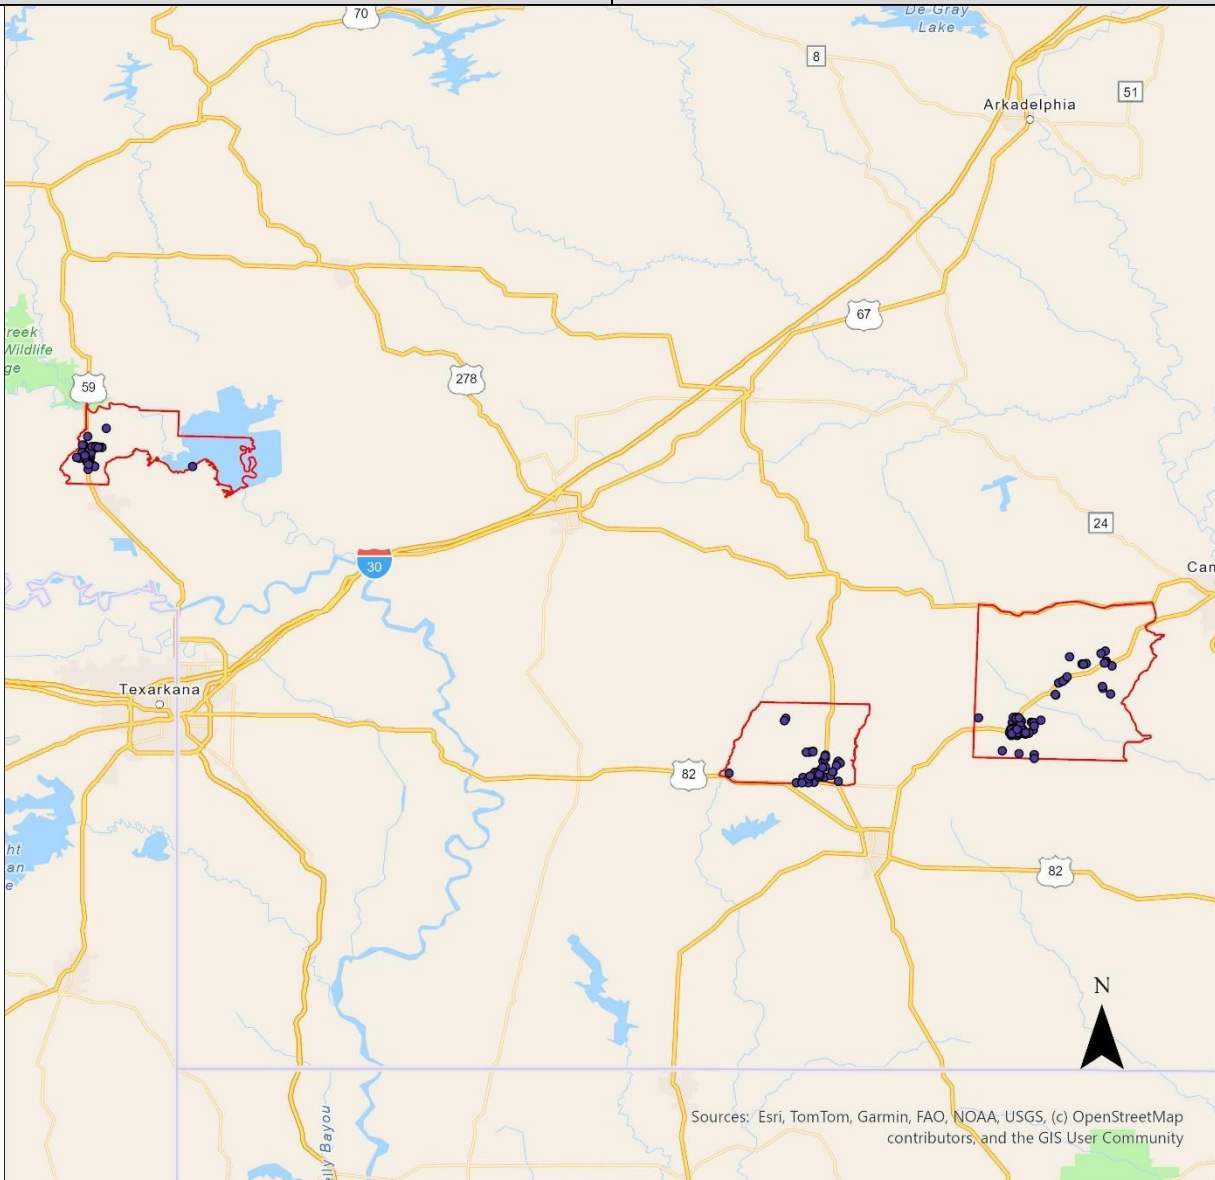 70
De Gray
Lake
8
51
Arkadelphia
67
reek
Wildlife
ge
59
278
24
30
Cam
Texarkana
82
ht
an
e
82
N
Sources: Esri, TomTom, Garmin, FAO, NOAA, USGS, (c) OpenStreetMap
contributors, and the GIS User Community
elly Bayou